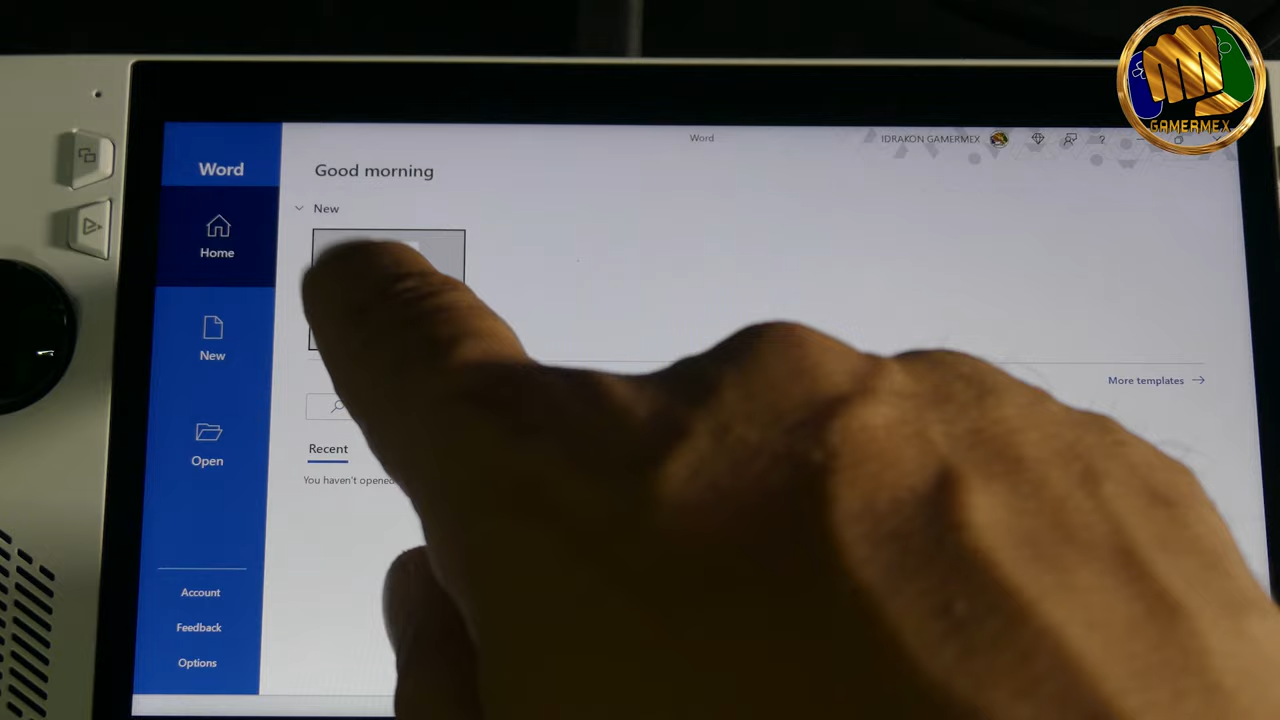 GAMERMEX
Word
IDRAKON GAMERMEX
?
Word
Good morning
New
Home
New
More templates
Open
Recent
You haven't opened
Account
Feedback
Options